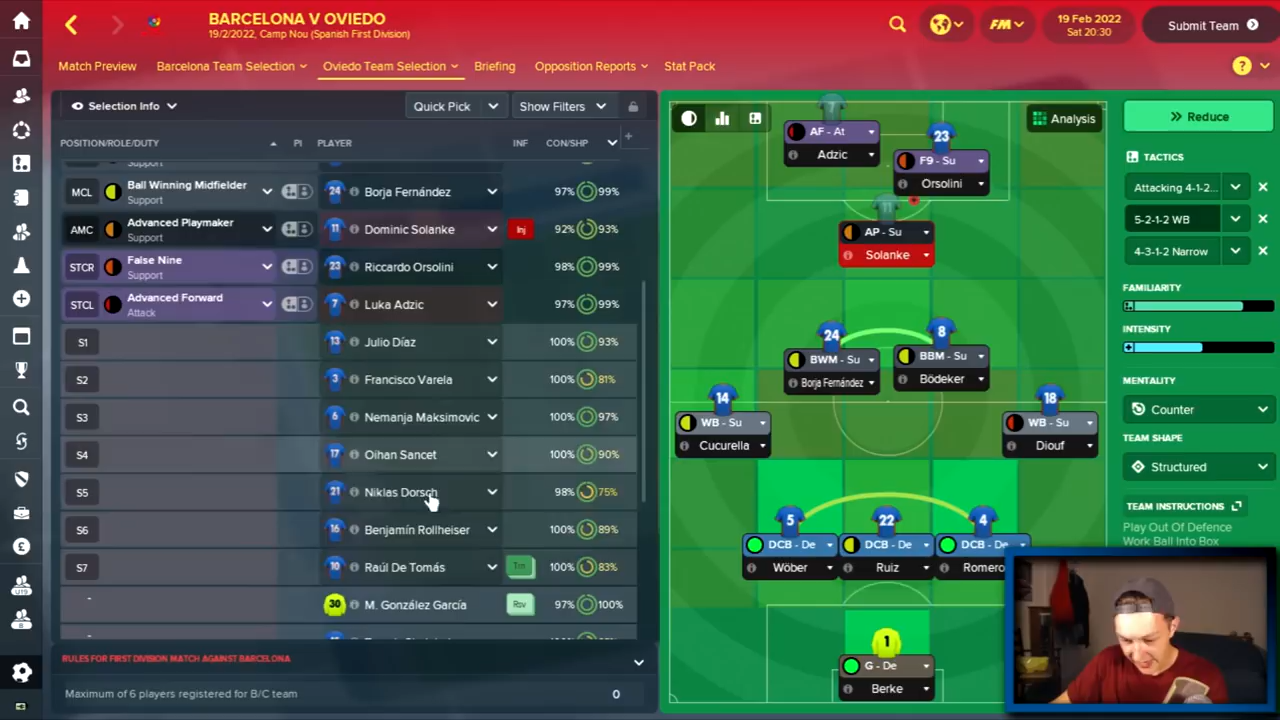 BARCELONA V OVIEDO
19/2/2022, Camp Nou (Spanish First Division)
FM
19 Feb 2022
Sat 20:30
Submit Team
Match Preview
Barcelona Team Selection
Oviedo Team Selection
Briefing
Opposition Reports
Stat Pack
?
Selection Info
Quick Pick
Show Filters
POSITION/ROLE/DUTY PI PLAYER INF CON/SHP
Support
MCL Ball Winning Midfielder 24 Borja Fernández 97% 99%
Support
AMC Advanced Playmaker 11 Dominic Solanke Inj 92% 93%
Support
STCR False Nine 23 Riccardo Orsolini 98% 99%
Support
STCL Advanced Forward 7 Luka Adzic 97% 99%
Attack
S1 13 Julio Díaz 100% 93%
S2 3 Francisco Varela 100% 81%
S3 6 Nemanja Maksimovic 100% 97%
S4 17 Oihan Sancet 100% 90%
S5 21 Niklas Dorsch 98% 75%
S6 16 Benjamín Rollheiser 100% 89%
S7 10 Raúl De Tomás Trn 100% 83%
- 30 M. González García Rsv 97% 100%
RULES FOR FIRST DIVISION MATCH AGAINST BARCELONA
Maximum of 6 players registered for B/C team 0
Analysis
7
AF - At
Adzic
23
F9 - Su
Orsolini
11
AP - Su
Solanke
24
BWM - Su
Borja Fernández
8
BBM - Su
Bödeker
14
WB - Su
Cucurella
18
WB - Su
Diouf
5
DCB - De
Wöber
22
DCB - De
Ruiz
4
DCB - De
Romero
1
G - De
Berke
Reduce
TACTICS
Attacking 4-1-2...
5-2-1-2 WB
4-3-1-2 Narrow
FAMILIARITY
INTENSITY
MENTALITY
Counter
TEAM SHAPE
Structured
TEAM INSTRUCTIONS
Play Out Of Defence
Work Ball Into Box
U19
B